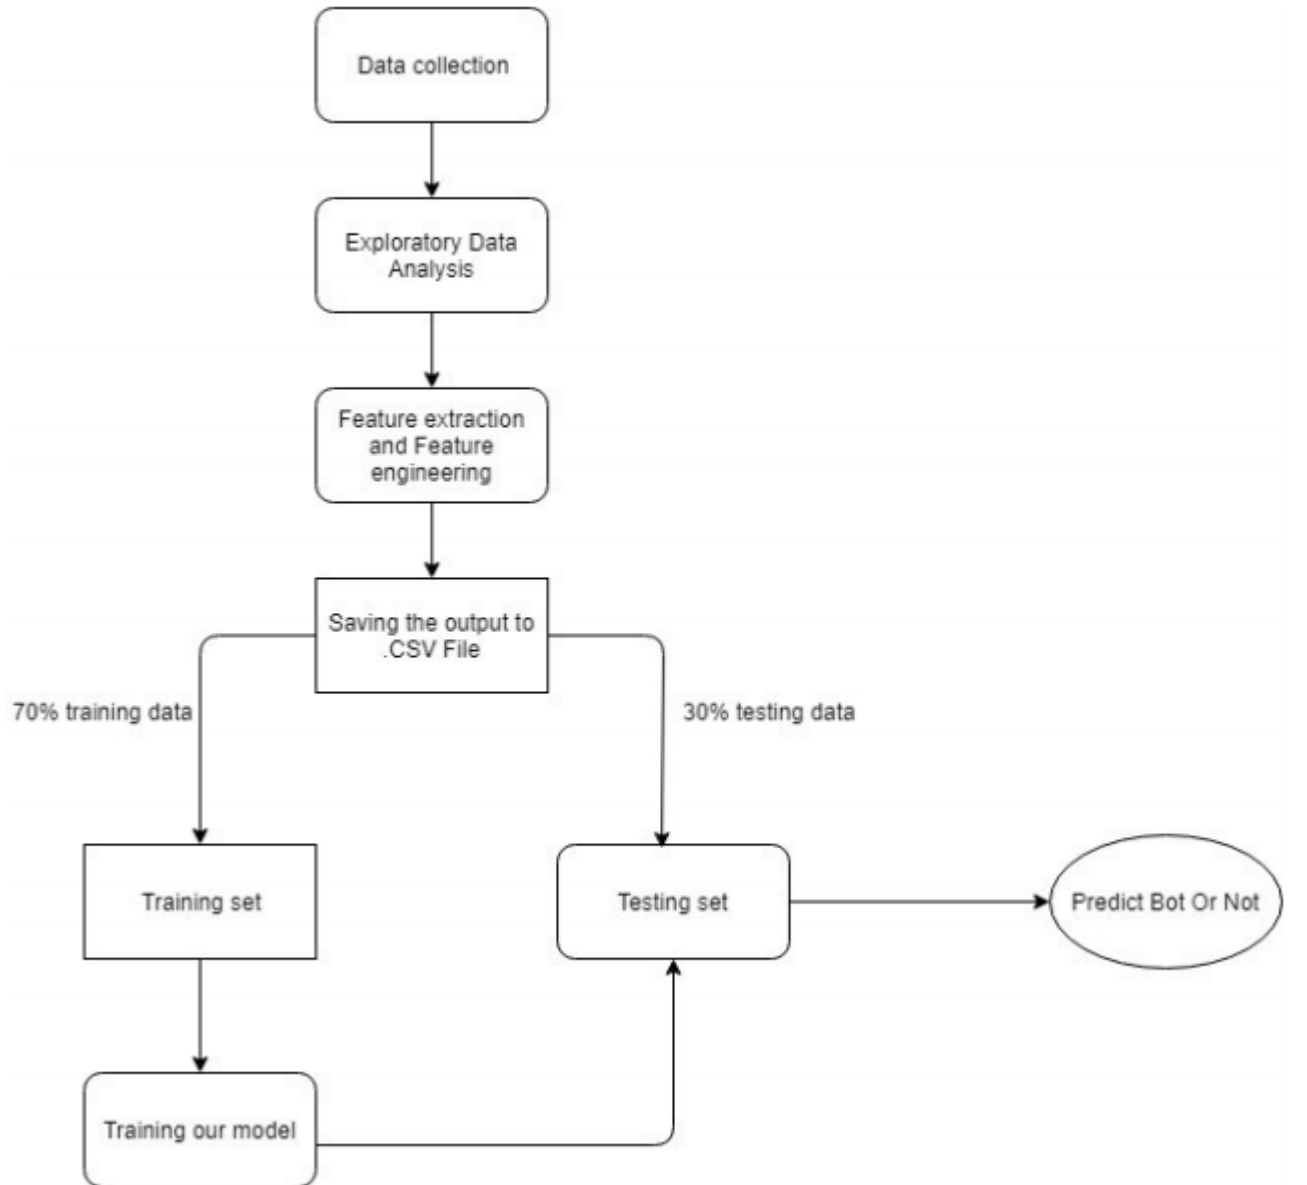 Data collection
Exploratory Data
Analysis
Feature extraction
and Feature
engineering
Saving the output to
.CSV File
70% training data
30% testing data
Training set
Testing set
Predict Bot Or Not
Training our model